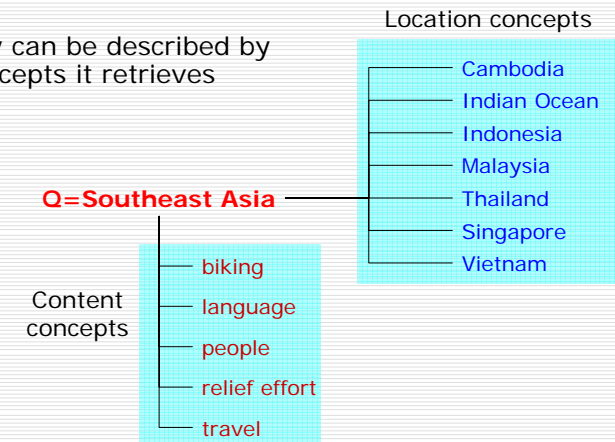 Location concepts
can be described by
it retrieves
Cambodia
Indian Ocean
Indonesia
Malaysia
Q=Southeast Asia
Thailand
Singapore
Vietnam
biking
Content
concepts
language
people
relief effort
travel